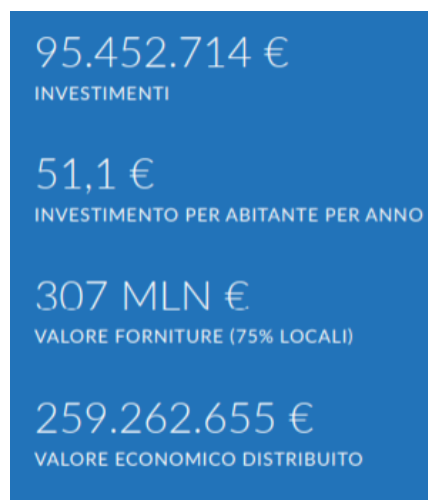 95.452.714 €
INVESTIMENTI
51,1 €
INVESTIMENTO PER ABITANTE PER ANNO
307 MLN €
VALORE FORNITURE (75% LOCALI)
259.262.655 €
VALORE ECONOMICO DISTRIBUITO